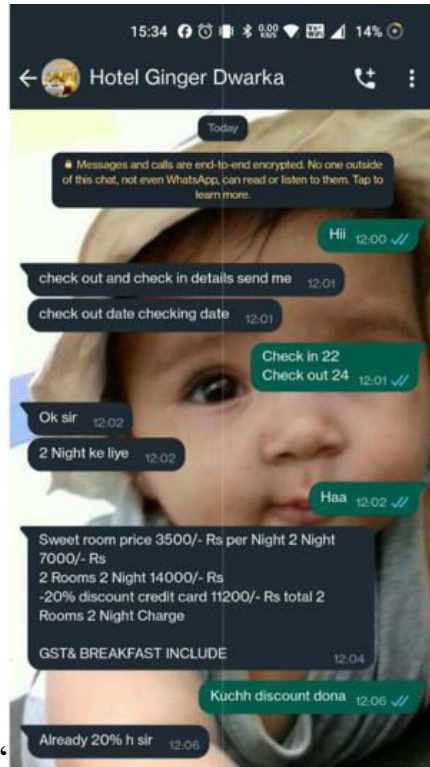 15:34 0.00 KB/S 14%
Hotel Ginger Dwarka
Today
Messages and calls are end-to-end encrypted. No one outside
of this chat, not even WhatsApp, can read or listen to them. Tap to
learn more.
Hii 12:00
check out and check in details send me 12:01
check out date checking date 12:01
Check in 22
Check out 24 12:01
Ok sir 12:02
2 Night ke liye 12:02
Haa 12:02
Sweet room price 3500/- Rs per Night 2 Night
7000/- Rs
2 Rooms 2 Night 14000/- Rs
-20% discount credit card 11200/- Rs total 2
Rooms 2 Night Charge
GST& BREAKFAST INCLUDE
12:04
Kuchh discount dona 12:06
Already 20% h sir 12:06